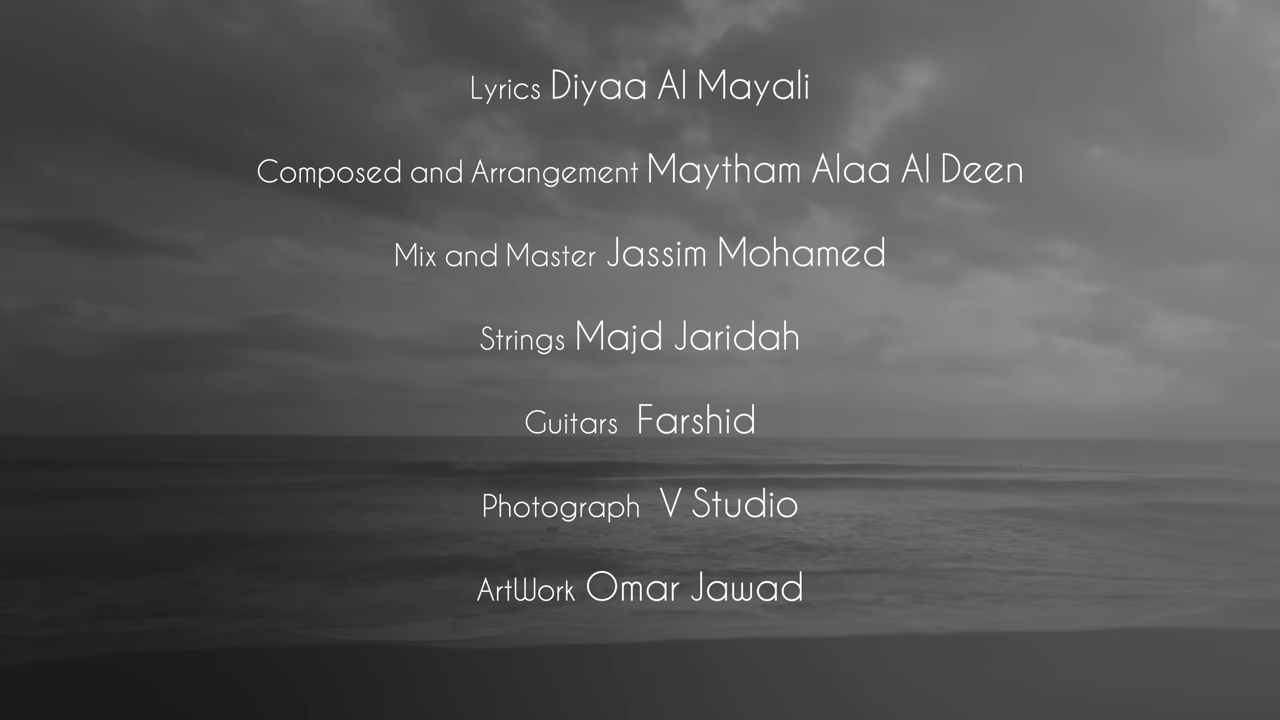 Lyrics Diyaa Al Mayali
Composed and Arrangement Maytham Alaa Al Deen
Mix and Master Jassim Mohamed
Strings Majd Jaridah
Guitars Farshid
Photograph V Studio
ArtWork Omar Jawad